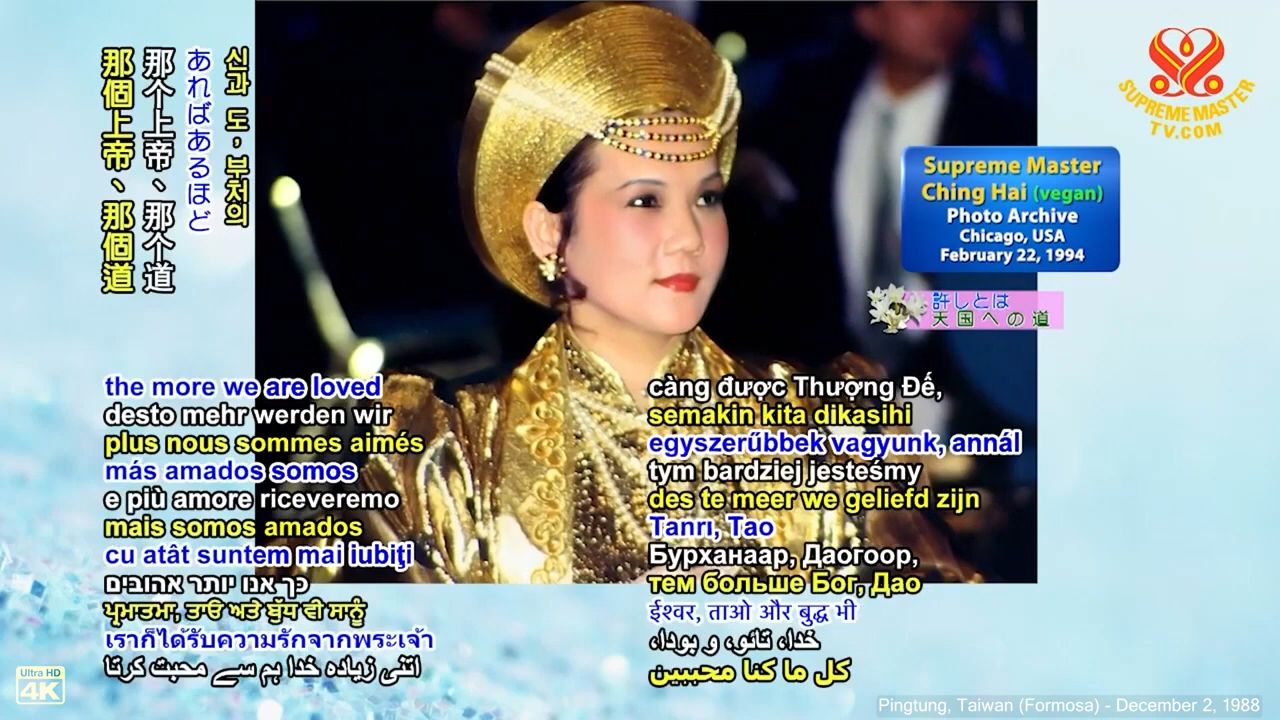 那個上帝、那個道
那个上帝、那个道
あればあるほど
신과 도, 부처의
SUPREME MASTER
TV.COM
Supreme Master
Ching Hai (vegan)
Photo Archive
Chicago, USA
February 22, 1994
許しとは
天国への道
the more we are loved
desto mehr werden wir
plus nous sommes aimés
más amados somos
e più amore riceveremo
mais somos amados
cu atât suntem mai iubiţi
כך אנו יותר אהובים
ਪ੍ਰਮਾਤਮਾ, ਤਾਓ ਅਤੇ ਬੁੱਧ ਵੀ ਸਾਨੂੰ
เราก็ได้รับความรักจากพระเจ้า
اتنی زیادہ خدا ہم سے محبت کرتا
càng được Thượng Đế,
semakin kita dikasihi
egyszerűbbek vagyunk, annál
tym bardziej jesteśmy
des te meer we geliefd zijn
Tanrı, Tao
Бурханаар, Даогоор,
тем больше Бог, Дао
ईश्वर, ताओ और बुद्ध भी
خدا، تائو، و بودا،
كل ما كنا محببين
Ultra HD
4K
Pingtung, Taiwan (Formosa) - December 2, 1988